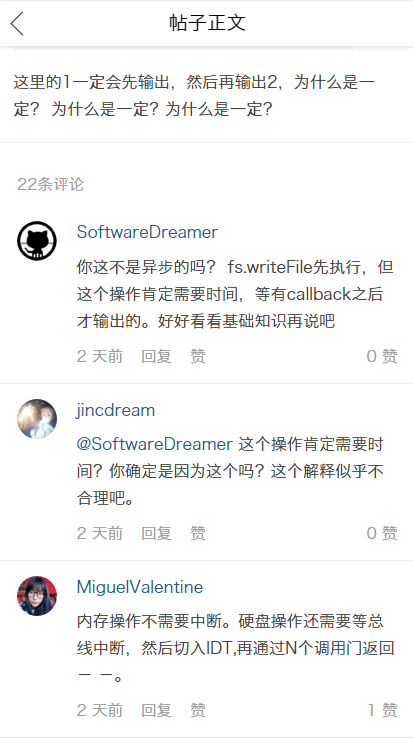 帖子正文
这里的1一定会先输出，然后再输出2，为什么是一
定？ 为什么是一定？为什么是一定？
22条评论
SoftwareDreamer
你这不是异步的吗？ fs.writeFile先执行，但
这个操作肯定需要时间，等有callback之后
才输出的。好好看看基础知识再说吧
2 天前 回复 赞 0 赞
jincdream
@SoftwareDreamer 这个操作肯定需要时
间？你确定是因为这个吗？这个解释似乎不
合理吧。
2 天前 回复 赞 0 赞
MiguelValentine
内存操作不需要中断。硬盘操作还需要等总
线中断，然后切入IDT,再通过N个调用门返回
－ －。
2 天前 回复 赞 1 赞